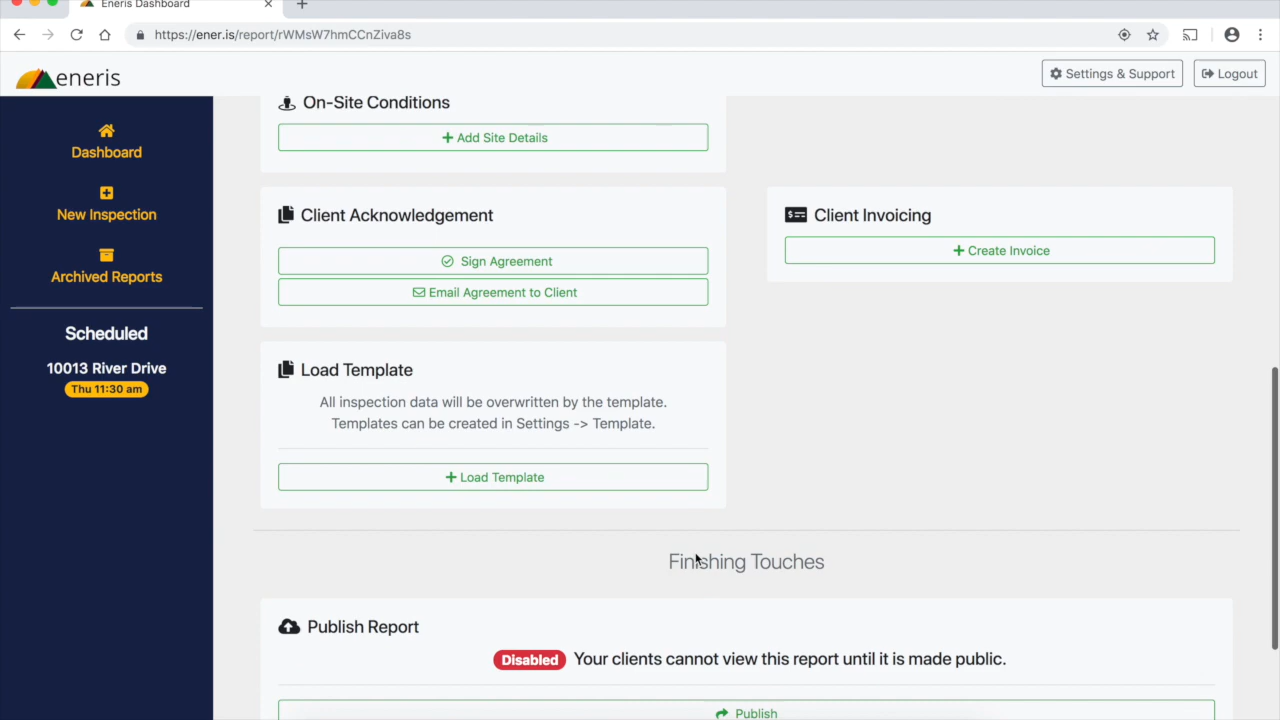 Eneris Dashboard
https://ener.is/report/rWMsW7hmCCnZiva8s
eneris
Settings & Support
Logout
Dashboard
New Inspection
Archived Reports
Scheduled
10013 River Drive
Thu 11:30 am
On-Site Conditions
Add Site Details
Client Acknowledgement
Sign Agreement
Email Agreement to Client
Client Invoicing
Create Invoice
Load Template
All inspection data will be overwritten by the template.
Templates can be created in Settings -> Template.
Load Template
Finishing Touches
Publish Report
Disabled Your clients cannot view this report until it is made public.
Publish